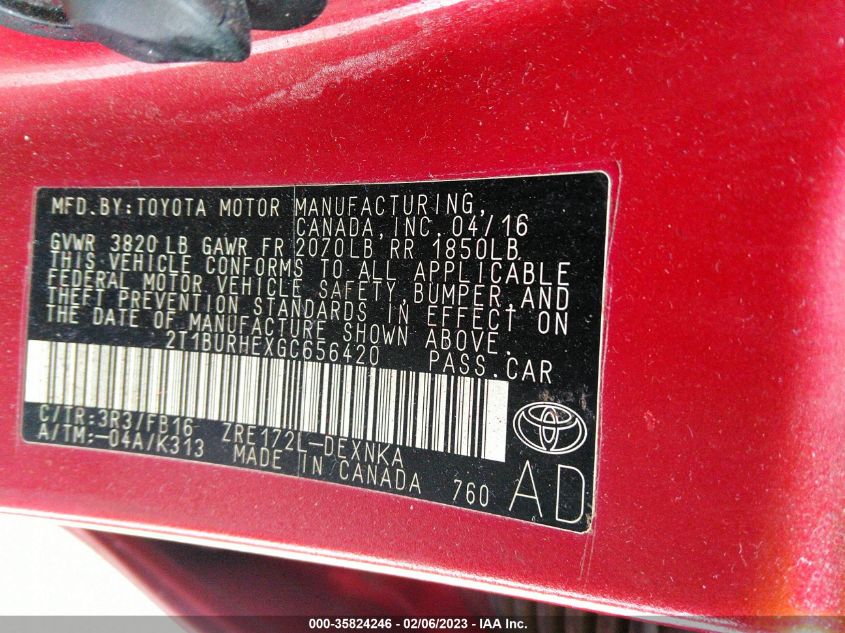 MFD.BY:TOYOTA MOTOR MANUFACTURING,
CANADA, INC. 04/16
GVWR 3820 LB GAWR FR 2070LB RR 1850LB
THIS VEHICLE CONFORMS TO ALL APPLICABLE
FEDERAL MOTOR VEHICLE SAFETY, BUMPER, AND
THEFT PREVENTION STANDARDS IN EFFECT ON
THE DATE OF MANUFACTURE SHOWN ABOVE.
2T1BURHEXGC656420 PASS.CAR
C/TR:3R3/FB16 ZRE172L-DEXNKA
A/TM:-04A/K313 MADE IN CANADA 760 AD
000-35824246 - 02/06/2023 - IAA Inc.